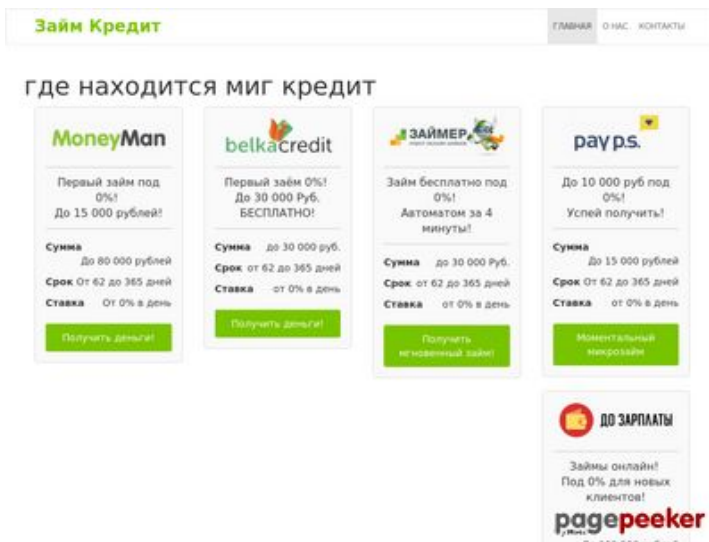 Займ Кредит
ГЛАВНАЯ О НАС КОНТАКТЫ
где находится миг кредит
MoneyMan
Первый займ под
0%!
До 15 000 рублей!
Сумма
До 80 000 рублей
Срок От 62 до 365 дней
Ставка От 0% в день
Получить деньги!
belkacredit
Первый заём 0%!
До 30 000 Руб.
БЕСПЛАТНО!
Сумма до 30 000 руб.
Срок от 62 до 365 дней
Ставка от 0% в день
Получить деньги!
ЗАЙМЕР
Займ бесплатно под
0%!
Автоматом за 4
минуты!
Сумма до 30 000 Руб.
Срок от 62 до 365 дней
Ставка от 0% в день
Получить
мгновенный займ!
pay p.s.
До 10 000 руб под
0%!
Успей получить!
Сумма
До 15 000 рублей
Срок От 62 до 365 дней
Ставка От 0% в день
Моментальный
микрозайм
ДО ЗАРПЛАТЫ
Займы онлайн!
Под 0% для новых
клиентов!
pagepeeker